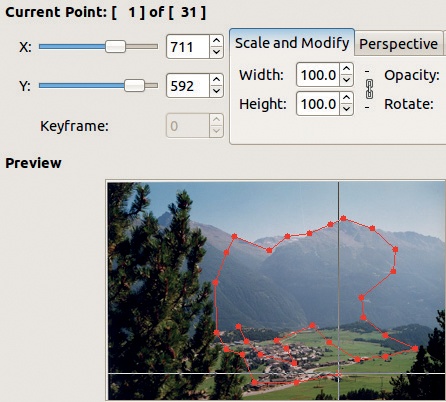 Current Point: [ 1 ] of [ 31 ]
X: 711
Y: 592
Keyframe: 0
Scale and Modify Perspective
Width: 100.0 Opacity:
Height: 100.0 Rotate:
Preview